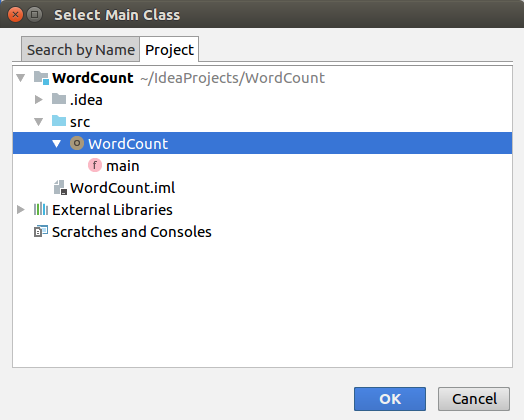 Select Main Class
Search by Name Project
WordCount ~/IdeaProjects/WordCount
.idea
src
WordCount
main
WordCount.iml
External Libraries
Scratches and Consoles
OK Cancel